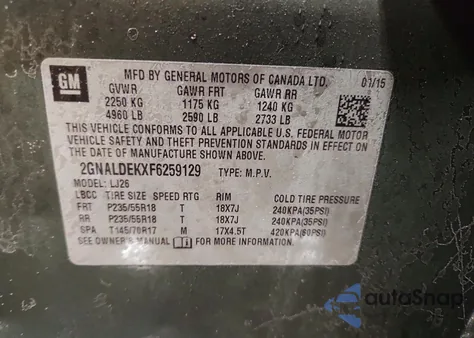 GM
MFD BY GENERAL MOTORS OF CANADA LTD. 01/15
GVWR GAWR FRT GAWR RR
2250 KG 1175 KG 1240 KG
4960 LB 2590 LB 2733 LB
THIS VEHICLE CONFORMS TO ALL APPLICABLE U.S. FEDERAL MOTOR
VEHICLE SAFETY AND THEFT PREVENTION STANDARDS IN EFFECT ON
THE DATE OF MANUFACTURE SHOWN ABOVE.
2GNALDEKXF6259129 TYPE: M.P.V.
MODEL: LJ26
LBCC TIRE SIZE SPEED RTG RIM COLD TIRE PRESSURE
FRT P235/55R18 T 18X7J 240KPA(35PSI)
RR P235/55R18 T 18X7J 240KPA(35PSI)
SPA T145/70R17 M 17X4.5T 420KPA(60PSI)
SEE OWNER'S MANUAL FOR ADDITIONAL INFORMATION.
autoSnap